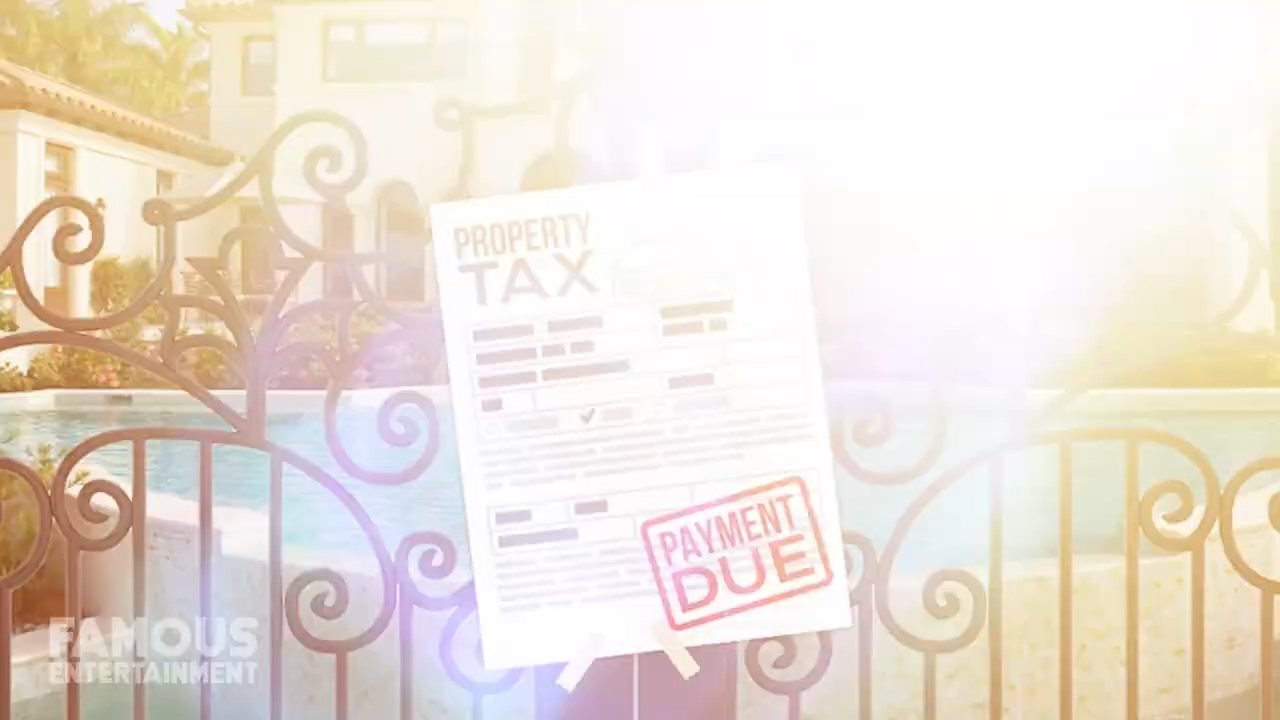 PROPERTY
TAX
PAYMENT
DUE
FAMOUS
ENTERTAINMENT